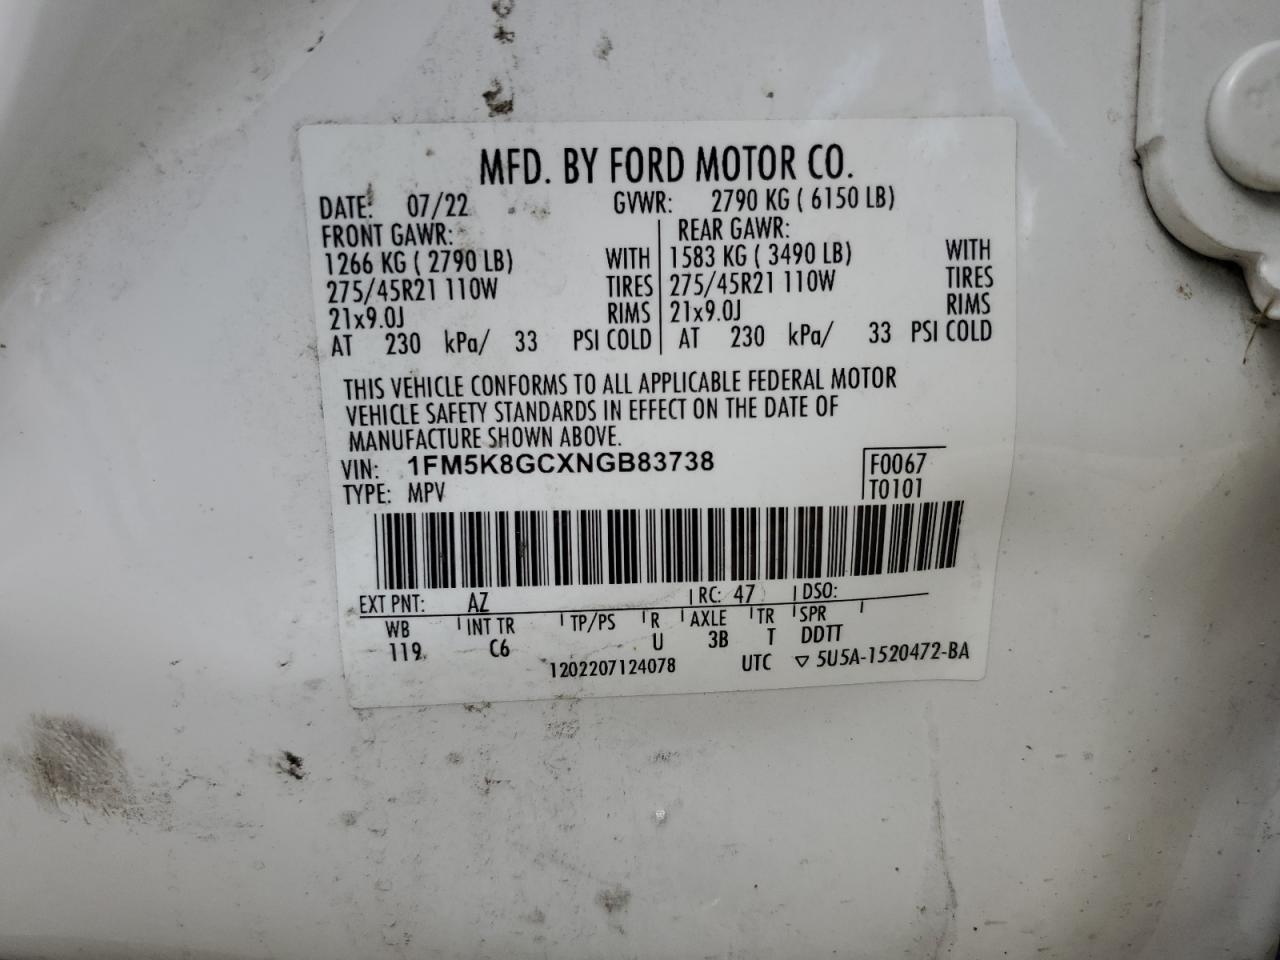 MFD. BY FORD MOTOR CO.
DATE: 07/22 GVWR: 2790 KG ( 6150 LB)
FRONT GAWR: REAR GAWR:
1266 KG ( 2790 LB) WITH 1583 KG ( 3490 LB) WITH
275/45R21 110W TIRES 275/45R21 110W TIRES
21x9.0J RIMS 21x9.0J RIMS
AT 230 kPa/ 33 PSI COLD AT 230 kPa/ 33 PSI COLD
THIS VEHICLE CONFORMS TO ALL APPLICABLE FEDERAL MOTOR
VEHICLE SAFETY STANDARDS IN EFFECT ON THE DATE OF
MANUFACTURE SHOWN ABOVE.
VIN: 1FM5K8GCXNGB83738 F0067
TYPE: MPV T0101
EXT PNT: AZ RC: 47 DSO:
WB INT TR TP/PS R AXLE TR SPR
119 C6 U 3B T DDTT
1202207124078 UTC ▽ 5U5A-1520472-BA